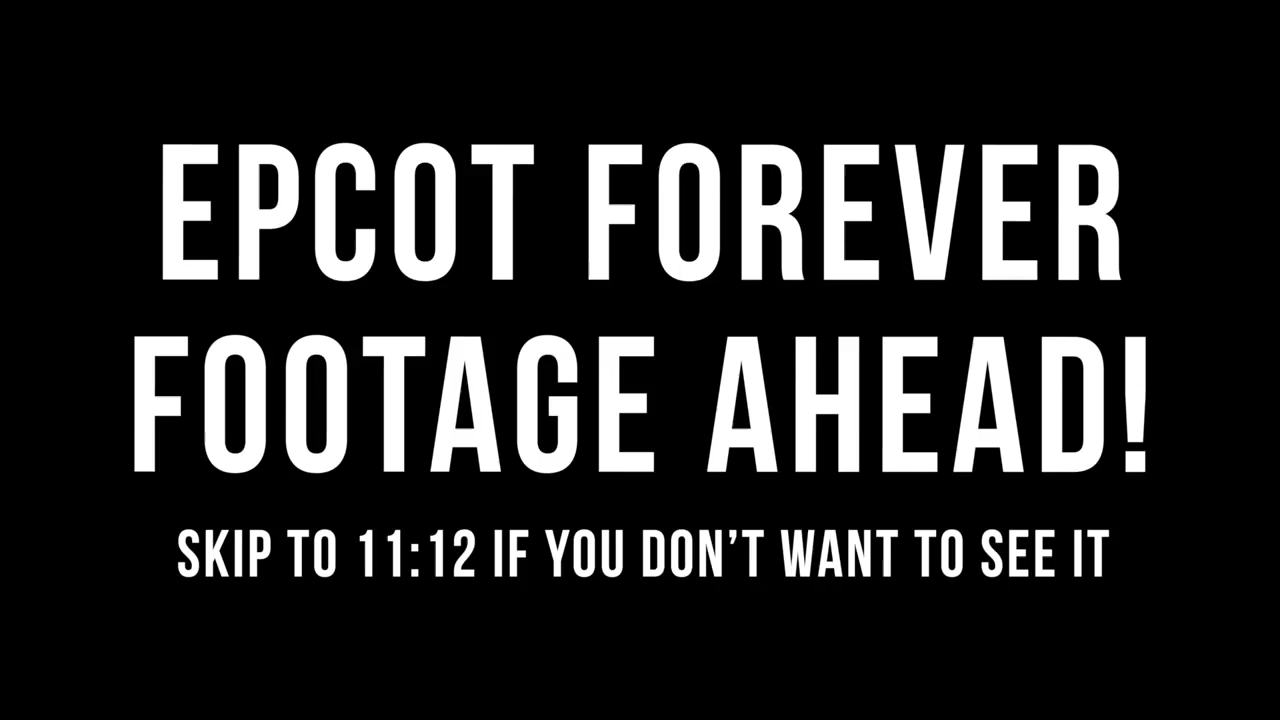 EPCOT FOREVER
FOOTAGE AHEAD!
SKIP TO 11:12 IF YOU DON’T WANT TO SEE IT